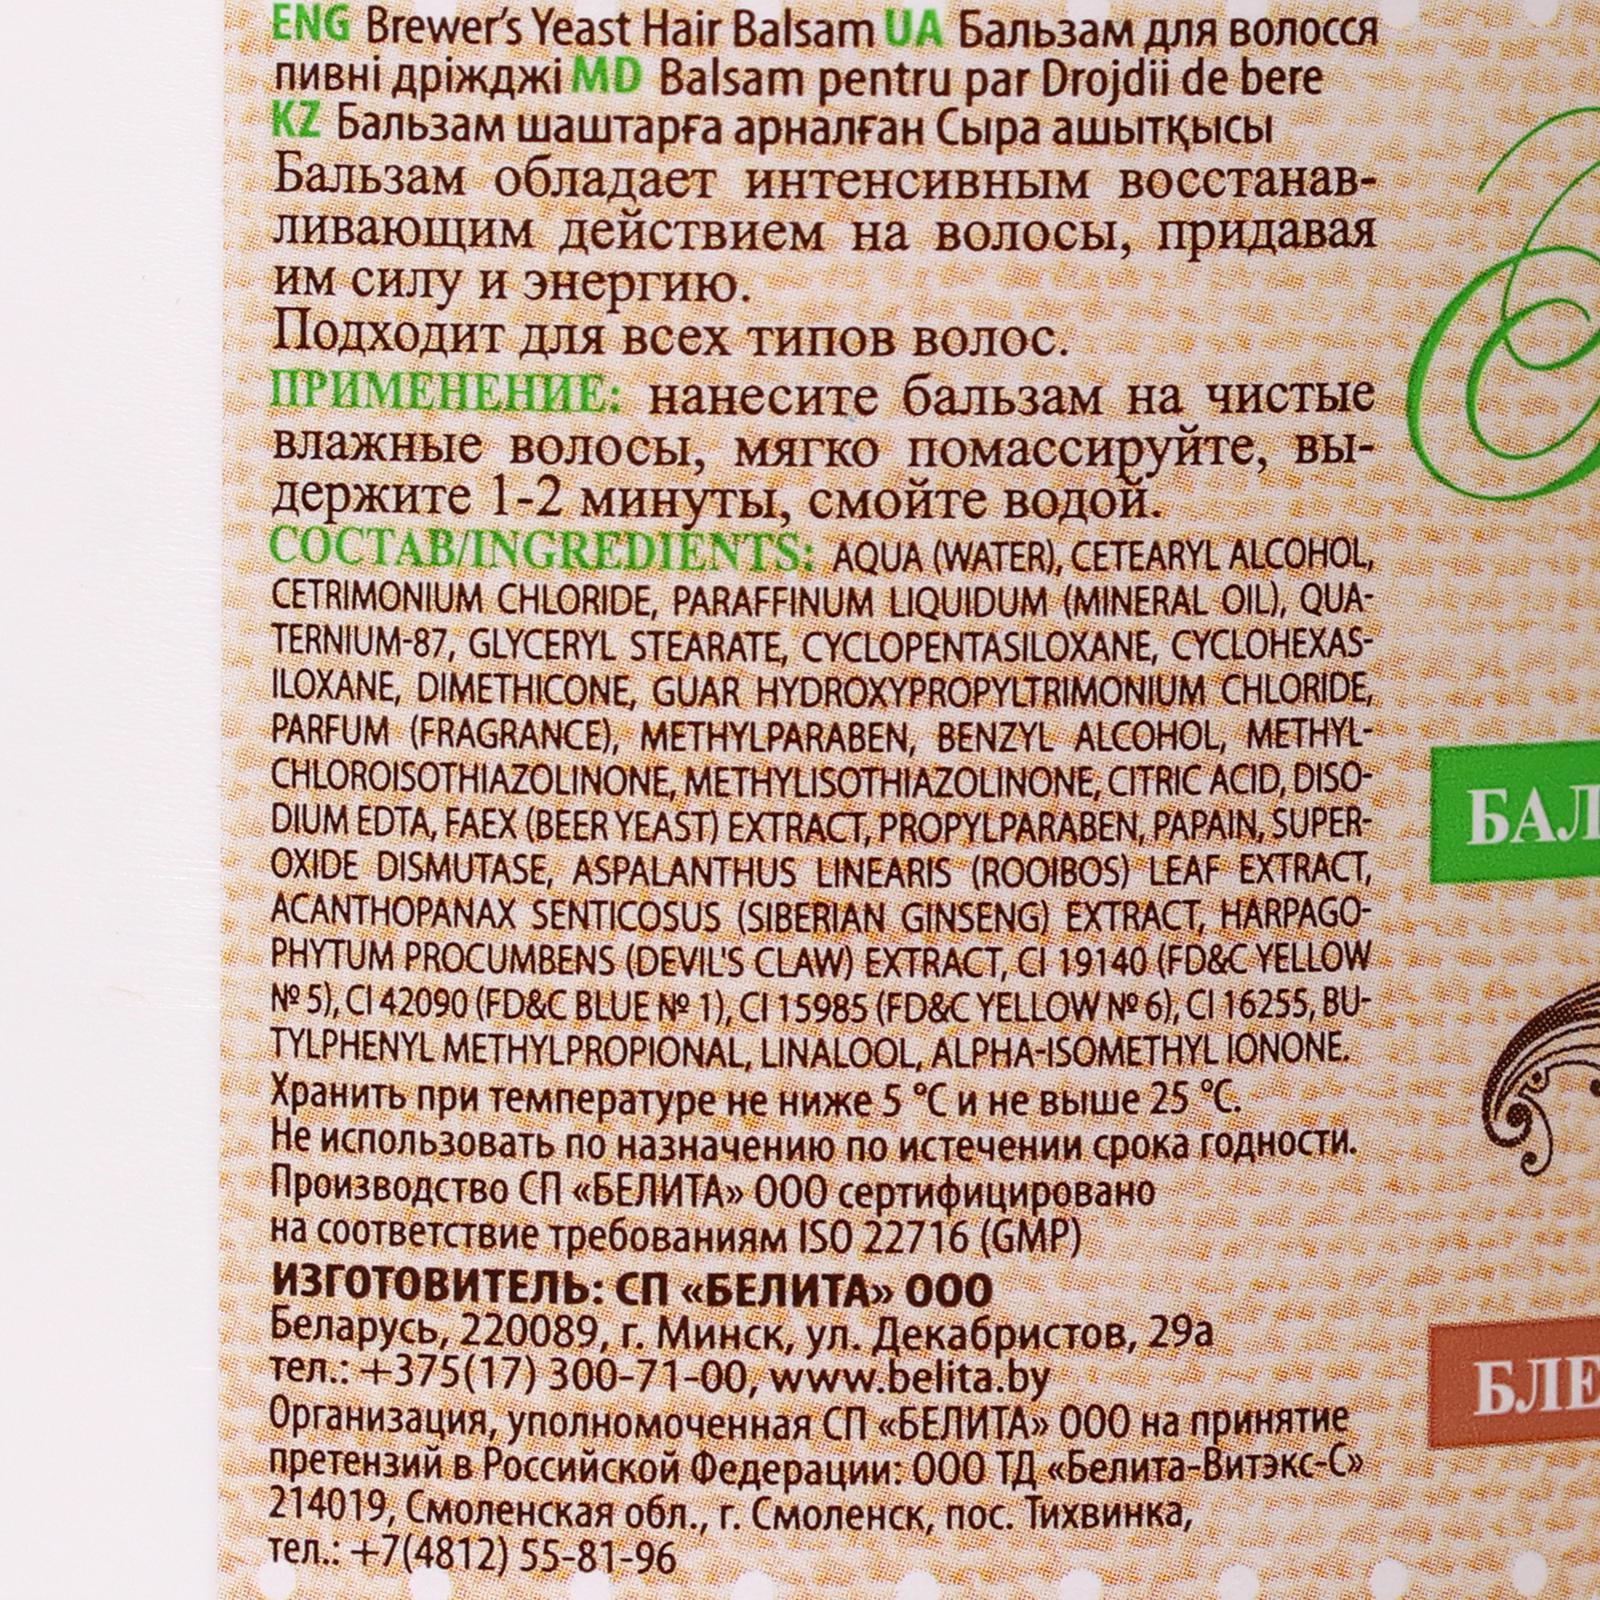 ENG Brewer's Yeast Hair Balsam UA Бальзам для волосся
пивні дріжджі MD Balsam pentru par Drojdii de bere
KZ Бальзам шаштарға арналған Сыра ашытқысы
Бальзам обладает интенсивным восстанав-
ливающим действием на волосы, придавая
им силу и энергию.
Подходит для всех типов волос.
ПРИМЕНЕНИЕ: нанесите бальзам на чистые
влажные волосы, мягко помассируйте, вы-
держите 1-2 минуты, смойте водой.
СОСТАВ/INGREDIENTS: AQUA (WATER), CETEARYL ALCOHOL,
CETRIMONIUM CHLORIDE, PARAFFINUM LIQUIDUM (MINERAL OIL), QUA-
TERNIUM-87, GLYCERYL STEARATE, CYCLOPENTASILOXANE, CYCLOHEXAS-
ILOXANE, DIMETHICONE, GUAR HYDROXYPROPYLTRIMONIUM CHLORIDE,
PARFUM (FRAGRANCE), METHYLPARABEN, BENZYL ALCOHOL, METHYL-
CHLOROISOTHIAZOLINONE, METHYLISOTHIAZOLINONE, CITRIC ACID, DISO-
DIUM EDTA, FAEX (BEER YEAST) EXTRACT, PROPYLPARABEN, PAPAIN, SUPER-
OXIDE DISMUTASE, ASPALANTHUS LINEARIS (ROOIBOS) LEAF EXTRACT,
ACANTHOPANAX SENTICOSUS (SIBERIAN GINSENG) EXTRACT, HARPAGO-
PHYTUM PROCUMBENS (DEVIL'S CLAW) EXTRACT, CI 19140 (FD&C YELLOW
№ 5), CI 42090 (FD&C BLUE № 1), CI 15985 (FD&C YELLOW № 6), CI 16255, BU-
TYLPHENYL METHYLPROPIONAL, LINALOOL, ALPHA-ISOMETHYL IONONE.
Хранить при температуре не ниже 5 °C и не выше 25 °C.
Не использовать по назначению по истечении срока годности.
Производство СП «БЕЛИТА» ООО сертифицировано
на соответствие требованиям ISO 22716 (GMP)
ИЗГОТОВИТЕЛЬ: СП «БЕЛИТА» ООО
Беларусь, 220089, г. Минск, ул. Декабристов, 29а
тел.: +375(17) 300-71-00, www.belita.by
Организация, уполномоченная СП «БЕЛИТА» ООО на принятие
претензий в Российской Федерации: ООО ТД «Белита-Витэкс-С»
214019, Смоленская обл., г. Смоленск, пос. Тихвинка,
тел.: +7(4812) 55-81-96
БАЛ
БЛЕ